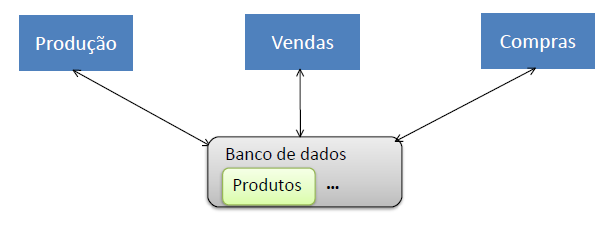 Produção
Vendas
Compras
Banco de dados
Produtos ...